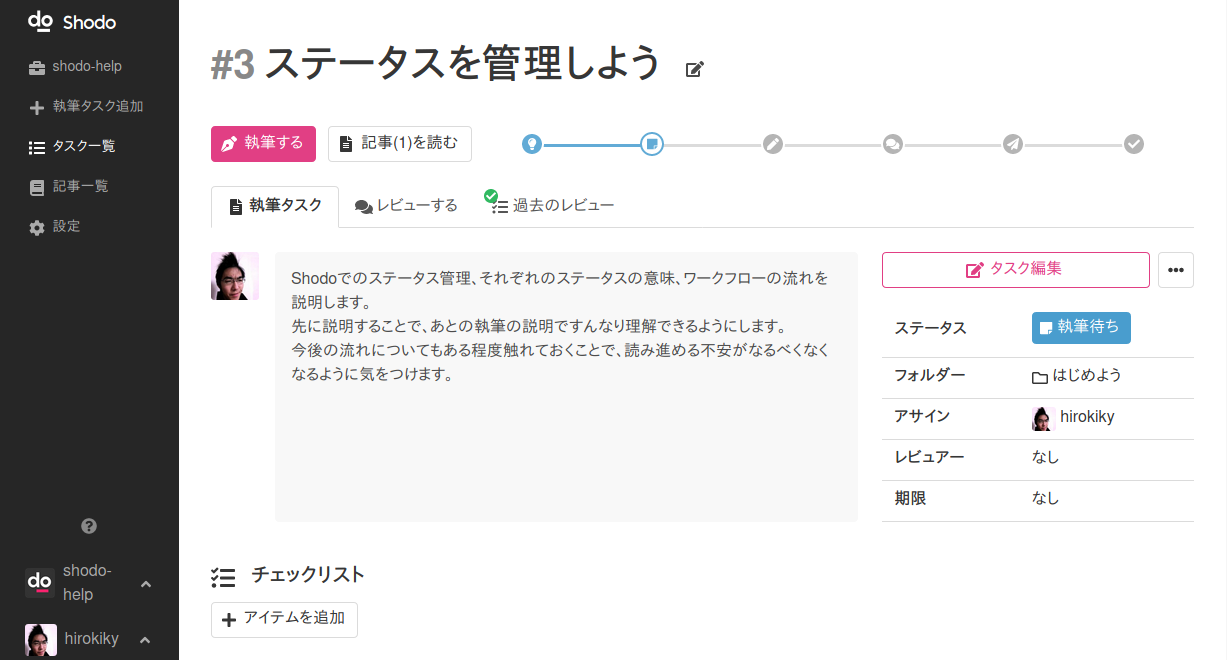 do Shodo
shodo-help
執筆タスク追加
タスク一覧
記事一覧
設定
do shodo-
help
hirokiky
#3 ステータスを管理しよう
執筆する
記事(1)を読む
執筆タスク
レビューする
過去のレビュー
Shodoでのステータス管理、それぞれのステータスの意味、ワークフローの流れを
説明します。
先に説明することで、あとの執筆の説明ですんなり理解できるようにします。
今後の流れについてもある程度触れておくことで、読み進める不安がなるべくなく
なるように気をつけます。
タスク編集
ステータス 執筆待ち
フォルダー はじめよう
アサイン hirokiky
レビュアー なし
期限 なし
チェックリスト
アイテムを追加